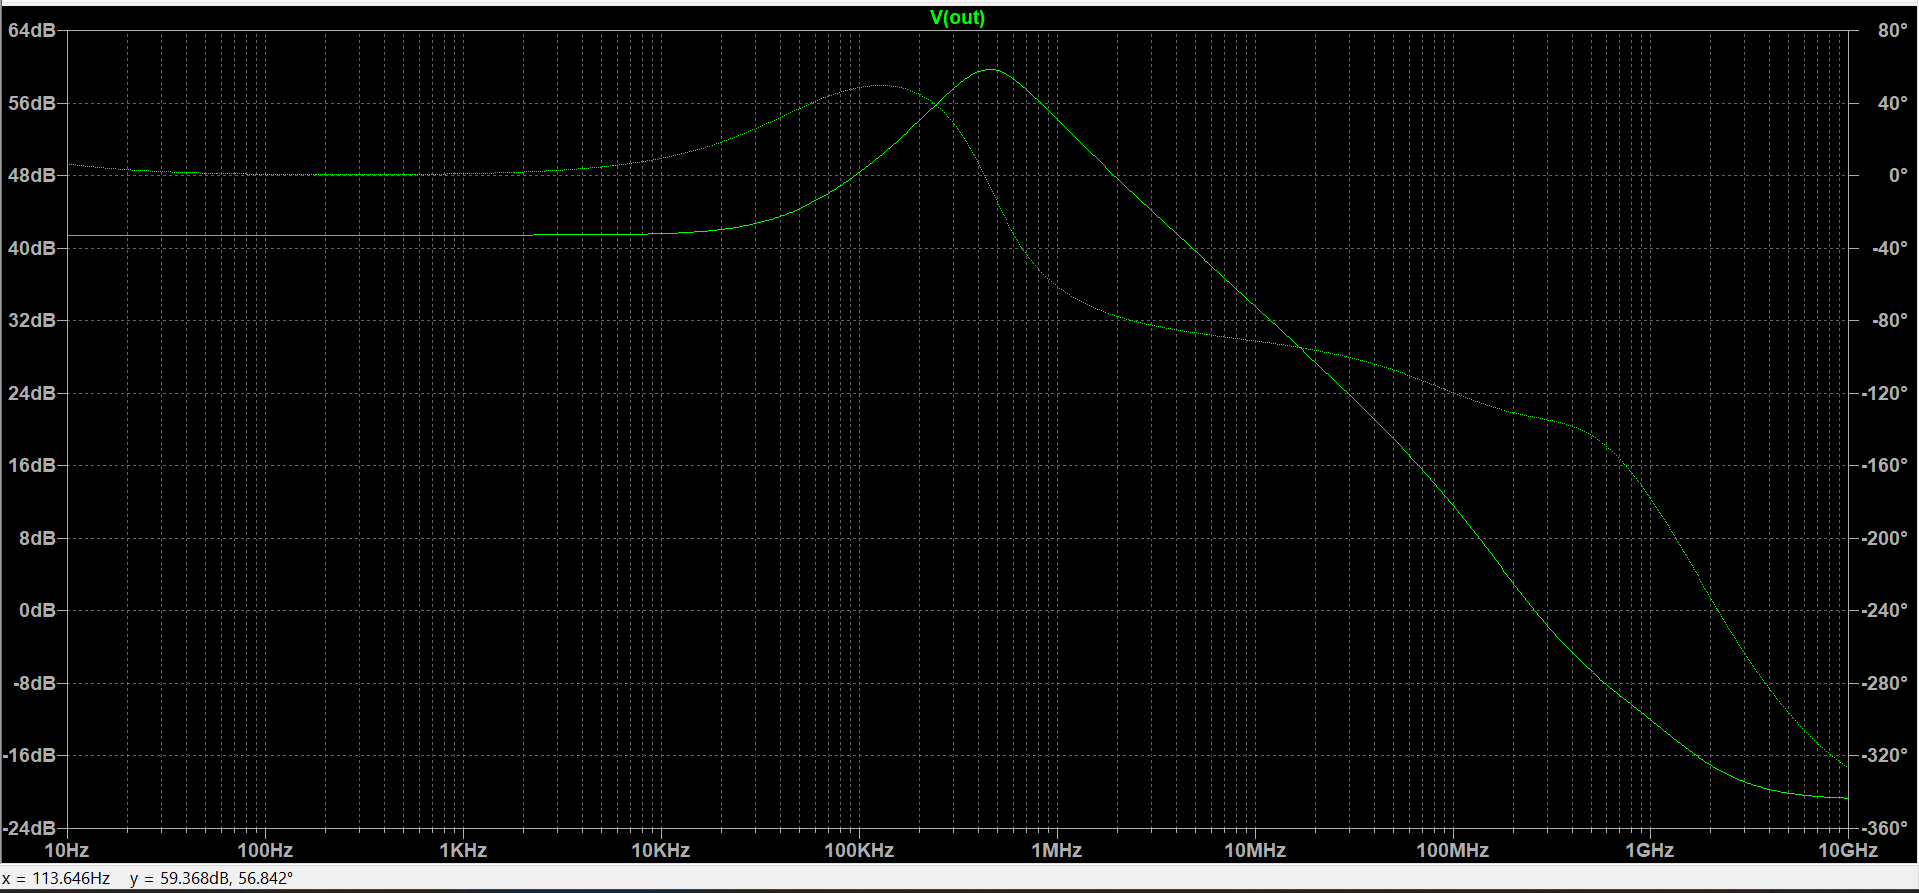 V(out)
64dB 80°
56dB 40°
48dB 0°
40dB -40°
32dB -80°
24dB -120°
16dB -160°
8dB -200°
0dB -240°
-8dB -280°
-16dB -320°
-24dB -360°
10Hz 100Hz 1KHz 10KHz 100KHz 1MHz 10MHz 100MHz 1GHz 10GHz
x = 113.646Hz y = 59.368dB, 56.842°